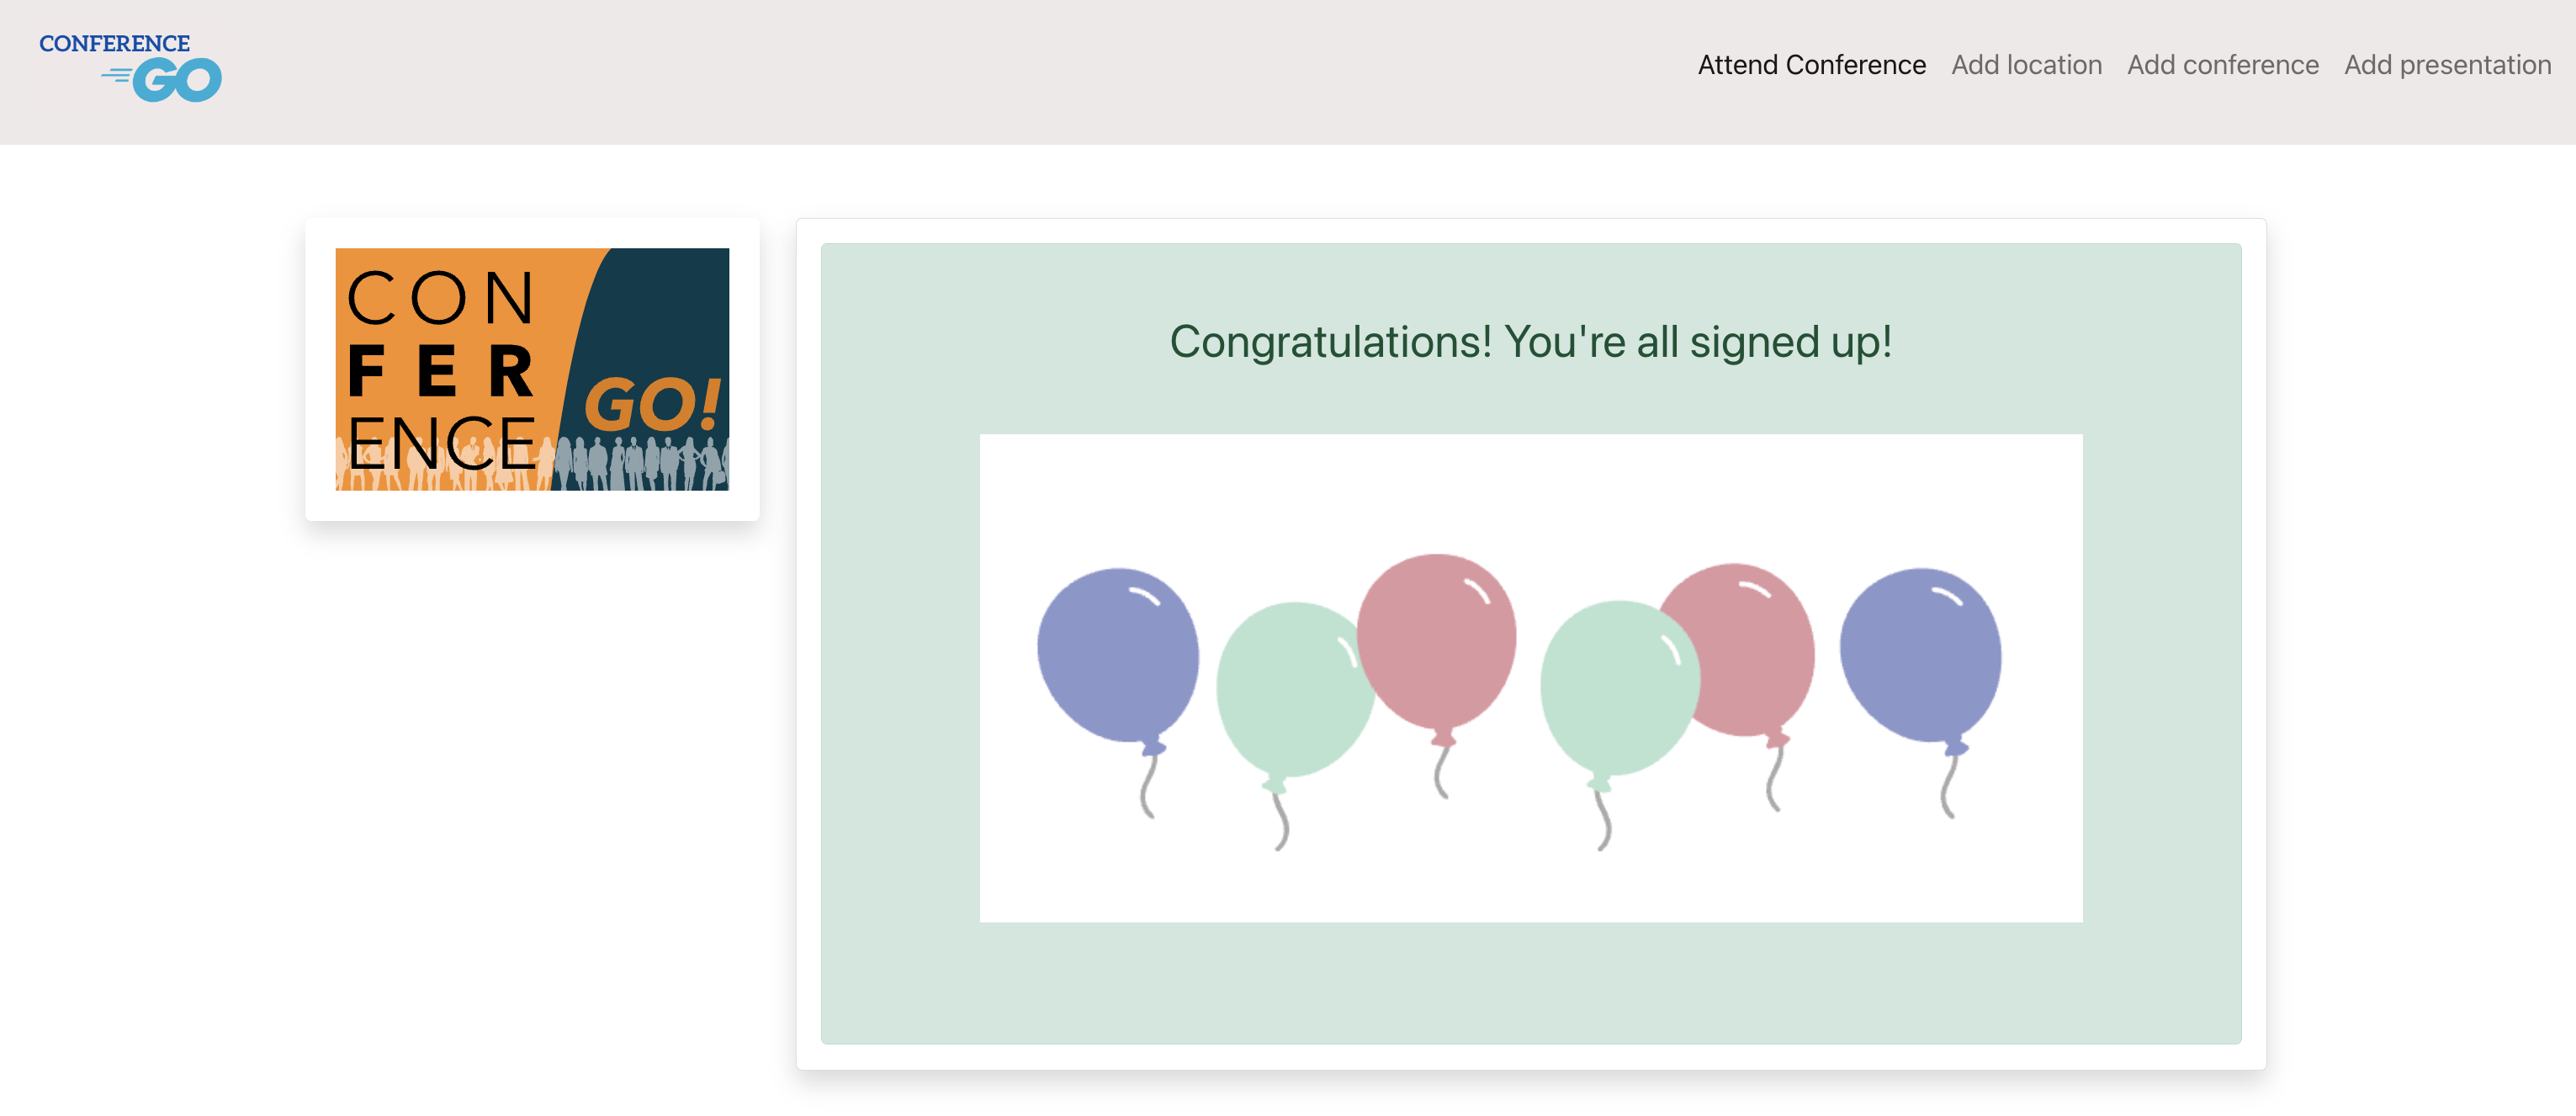 CONFERENCE
GO
Attend Conference Add location Add conference Add presentation
CON
FER
ENCE
GO!
Congratulations! You're all signed up!